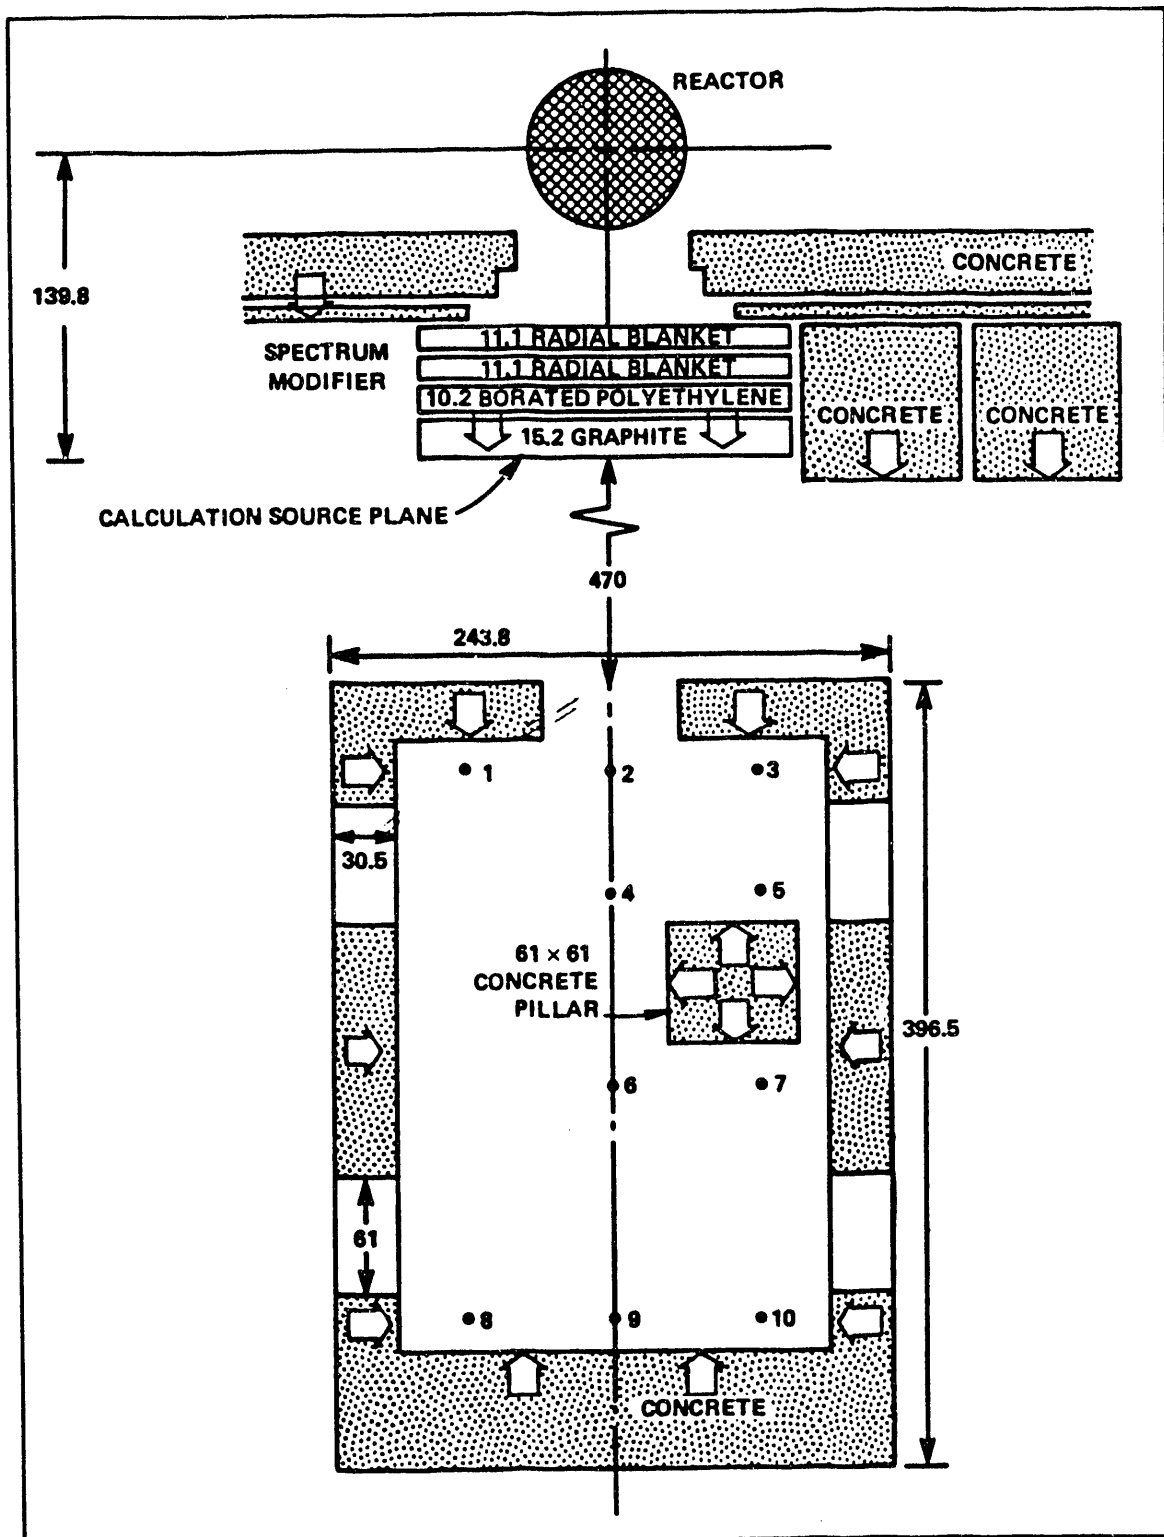 REACTOR
CONCRETE
139.8
SPECTRUM
MODIFIER
11.1 RADIAL BLANKET
11.1 RADIAL BLANKET
10.2 BORATED POLYETHYLENE
15.2 GRAPHITE
CONCRETE
CONCRETE
CALCULATION SOURCE PLANE
470
243.8
1
2
3
30.5
4
5
61 × 61
CONCRETE
PILLAR
396.5
6
7
61
8
9
10
CONCRETE